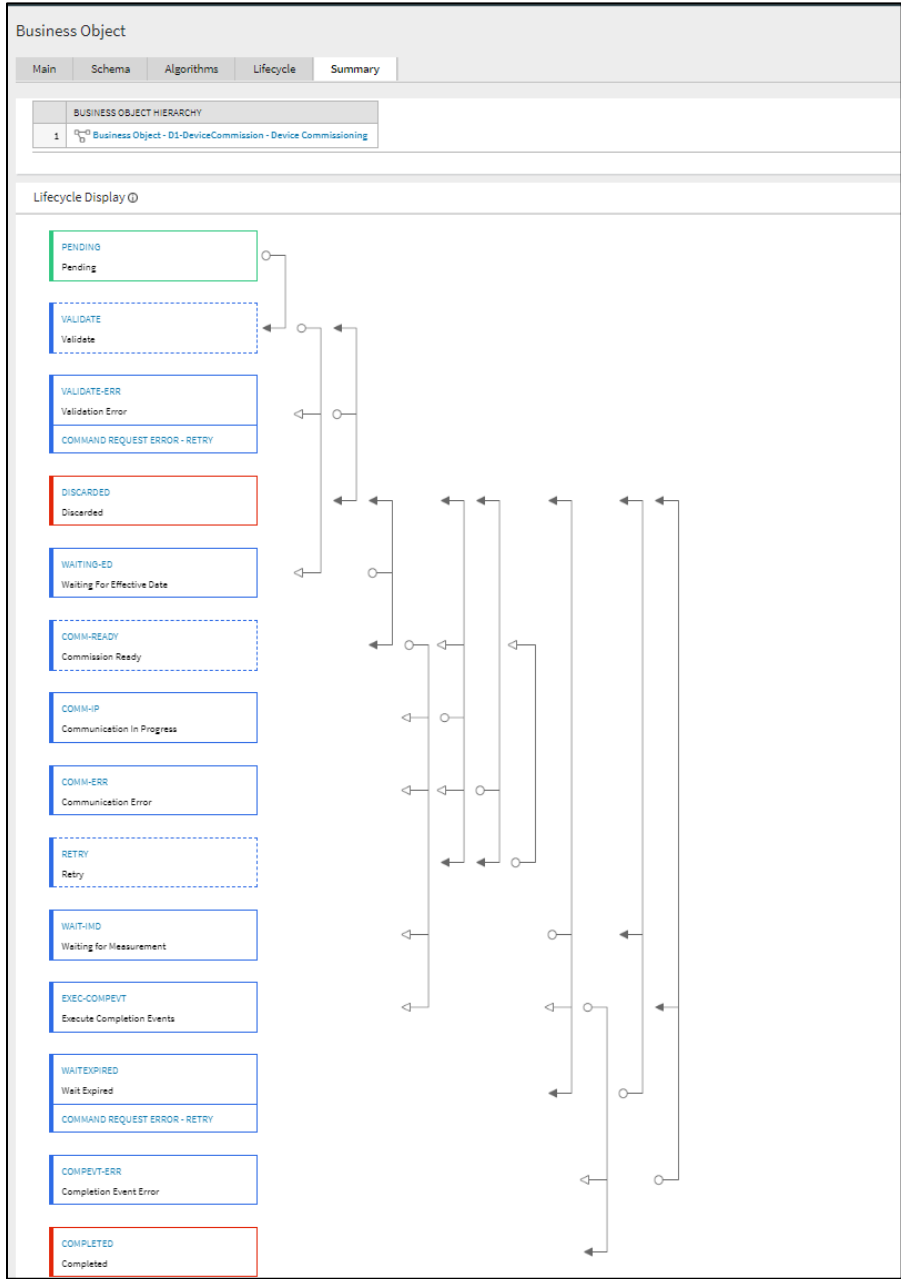 Business Object
Main Schema Algorithms Lifecycle Summary
BUSINESS OBJECT HIERARCHY
1 Business Object - D1-DeviceCommission - Device Commissioning
Lifecycle Display
PENDING
Pending
VALIDATE
Validate
VALIDATE-ERR
Validation Error
COMMAND REQUEST ERROR - RETRY
DISCARDED
Discarded
WAITING-ED
Waiting For Effective Date
COMM-READY
Commission Ready
COMM-IP
Communication In Progress
COMM-ERR
Communication Error
RETRY
Retry
WAIT-IMD
Waiting for Measurement
EXEC-COMPEVT
Execute Completion Events
WAITEXPIRED
Wait Expired
COMMAND REQUEST ERROR - RETRY
COMPEVT-ERR
Completion Event Error
COMPLETED
Completed